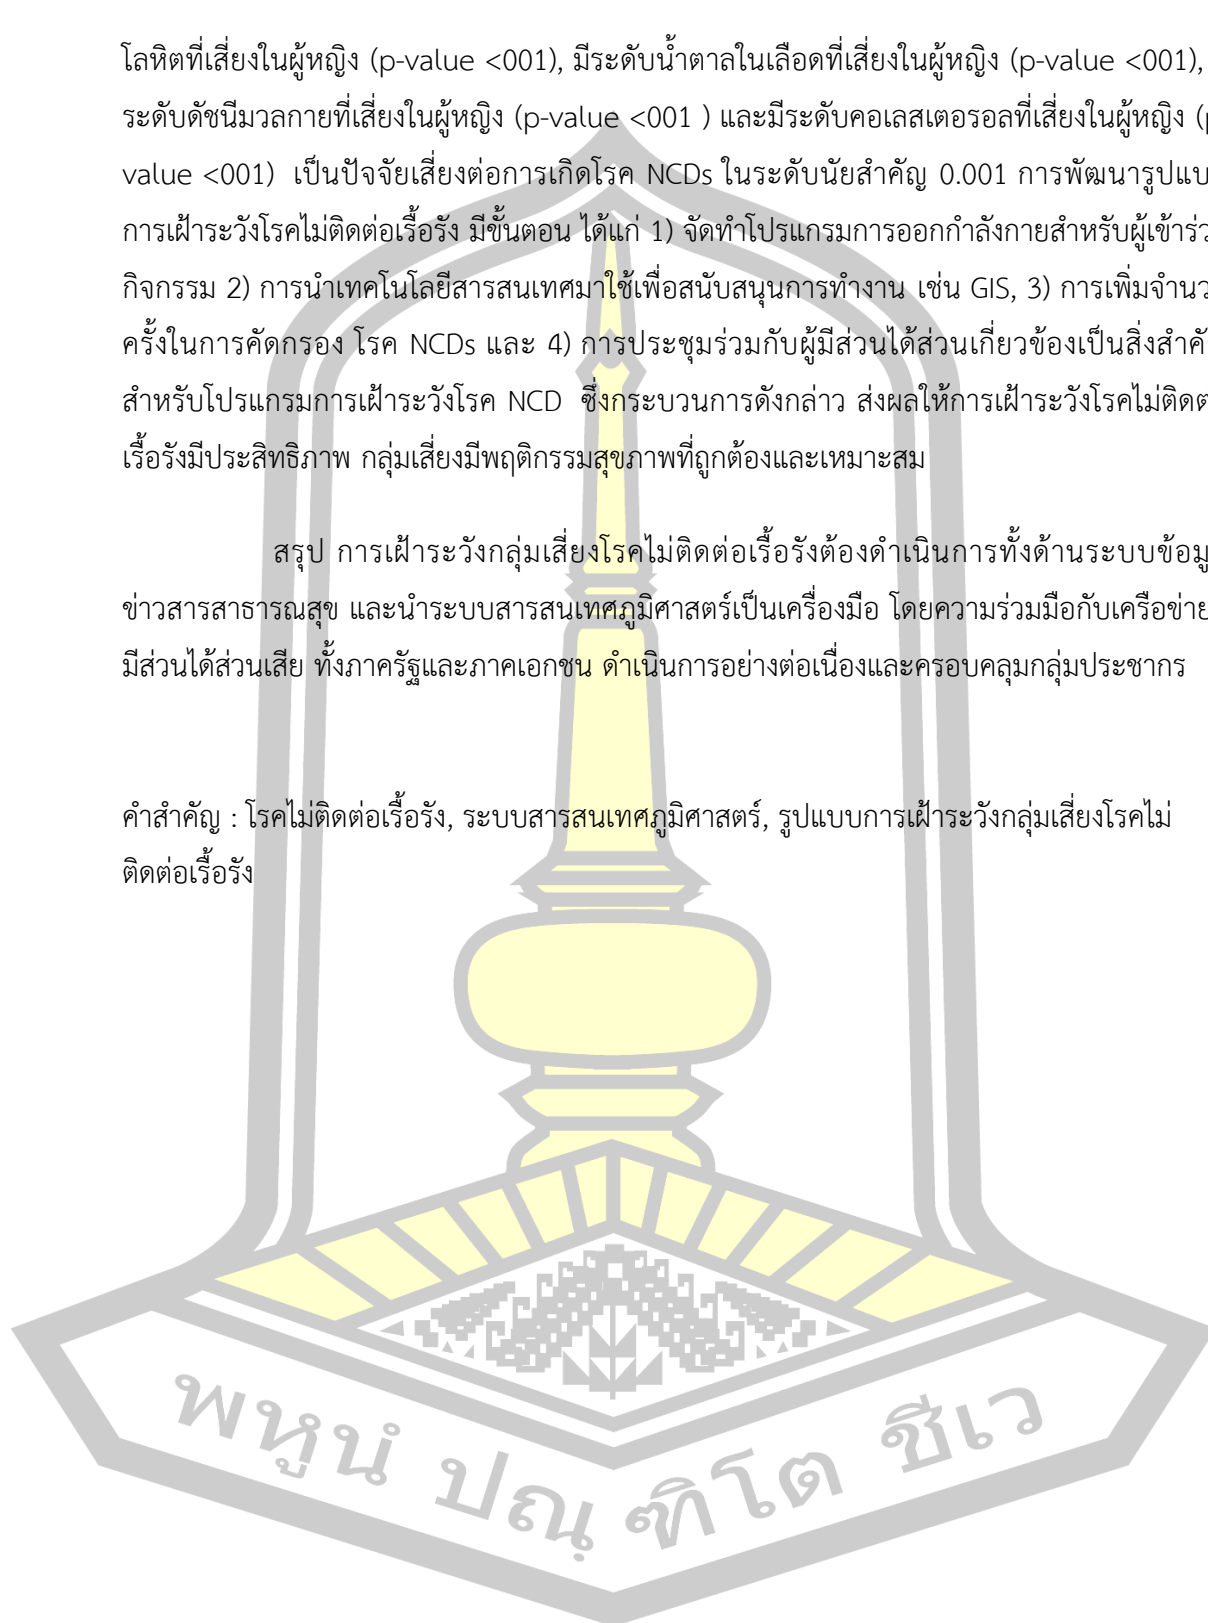 โลหิตที่เสี่ยงในผู้หญิง (p-value <001), มีระดับน้ำตาลในเลือดที่เสี่ยงในผู้หญิง (p-value <001),
ระดับดัชนีมวลกายที่เสี่ยงในผู้หญิง (p-value <001 ) และมีระดับคอเลสเตอรอลที่เสี่ยงในผู้หญิง (
value <001) เป็นปัจจัยเสี่ยงต่อการเกิดโรค NCDs ในระดับนัยสำคัญ 0.001 การพัฒนารูปแบ
การเฝ้าระวังโรคไม่ติดต่อเรื้อรัง มีขั้นตอน ได้แก่ 1) จัดทำโปรแกรมการออกกำลังกายสำหรับผู้เข้าร่ว
กิจกรรม 2) การนำเทคโนโลยีสารสนเทศมาใช้เพื่อสนับสนุนการทำงาน เช่น GIS, 3) การเพิ่มจำนว
ครั้งในการคัดกรอง โรค NCDs และ 4) การประชุมร่วมกับผู้มีส่วนได้ส่วนเกี่ยวข้องเป็นสิ่งสำคั
สำหรับโปรแกรมการเฝ้าระวังโรค NCD ซึ่งกระบวนการดังกล่าว ส่งผลให้การเฝ้าระวังโรคไม่ติดต
เรื้อรังมีประสิทธิภาพ กลุ่มเสี่ยงมีพฤติกรรมสุขภาพที่ถูกต้องและเหมาะสม
สรุป การเฝ้าระวังกลุ่มเสี่ยงโรคไม่ติดต่อเรื้อรังต้องดำเนินการทั้งด้านระบบข้อมู
ข่าวสารสาธารณสุข และนำระบบสารสนเทศภูมิศาสตร์เป็นเครื่องมือ โดยความร่วมมือกับเครือข่าย
มีส่วนได้ส่วนเสีย ทั้งภาครัฐและภาคเอกชน ดำเนินการอย่างต่อเนื่องและครอบคลุมกลุ่มประชากร
คำสำคัญ : โรคไม่ติดต่อเรื้อรัง, ระบบสารสนเทศภูมิศาสตร์, รูปแบบการเฝ้าระวังกลุ่มเสี่ยงโรคไม่
ติดต่อเรื้อรัง
พหูนํ ปณฺ ฑิโต ชีเว